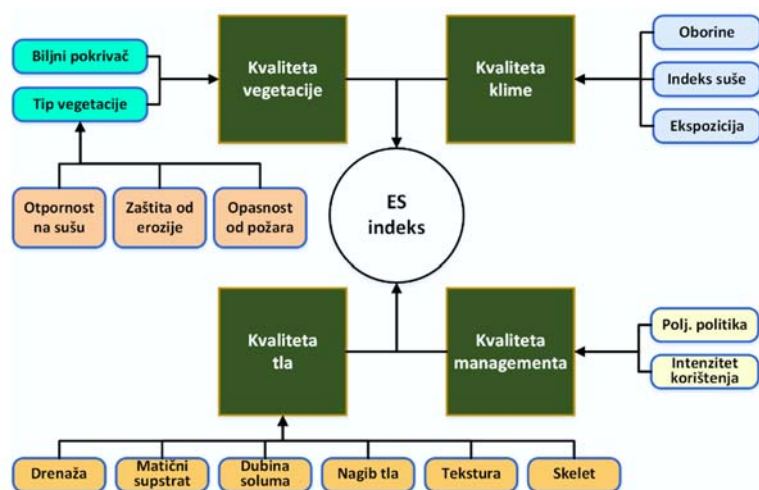 Biljni pokrivač
Tip vegetacije
Kvaliteta
vegetacije
Kvaliteta
klime
Oborine
Indeks suše
Ekspozicija
Otpornost
na sušu
Zaštita od
erozije
Opasnost
od požara
ES
indeks
Kvaliteta
tla
Kvaliteta
managementa
Polj. politika
Intenzitet
korištenja
Drenaža
Matični
supstrat
Dubina
soluma
Nagib tla
Tekstura
Skelet